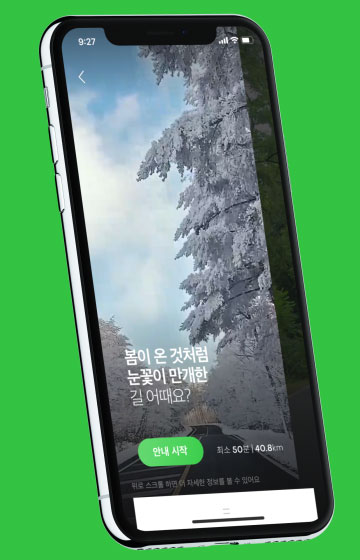 9:27
봄이 온 것처럼
눈꽃이 만개한
길 어때요?
안내 시작
최소 50분 | 40.8km
위로 스크롤 하면 더 자세한 정보를 볼 수 있어요